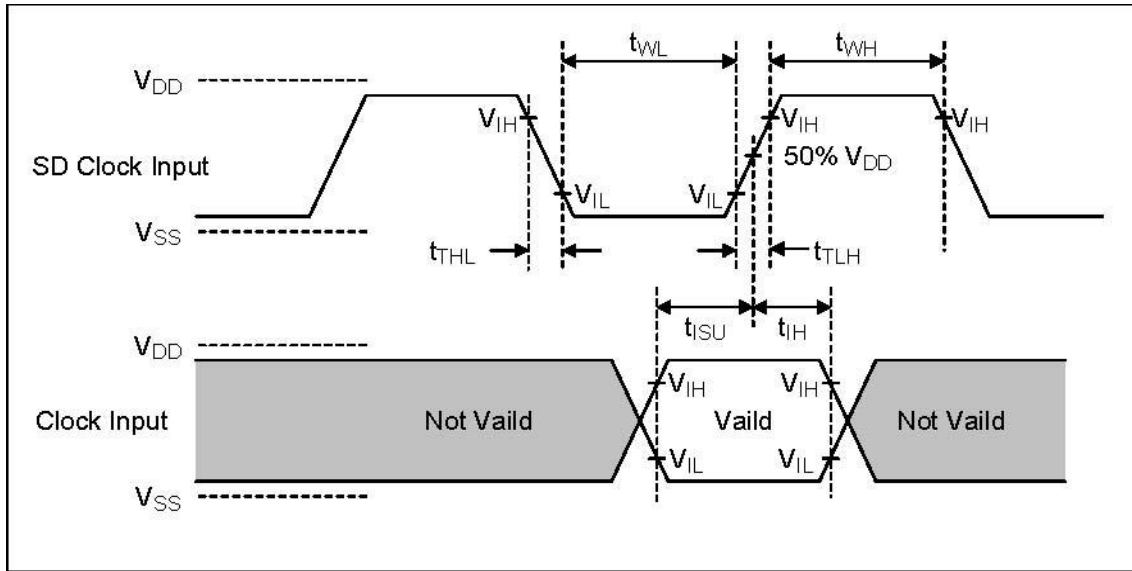 tWL tWH
VDD
VIH VIH VIH
SD Clock Input 50% VDD
VIL VIL
VSS
tTHL tTLH
tISU tIH
VDD
VIH VIH
Clock Input Not Vaild Vaild Not Vaild
VIL VIL
VSS